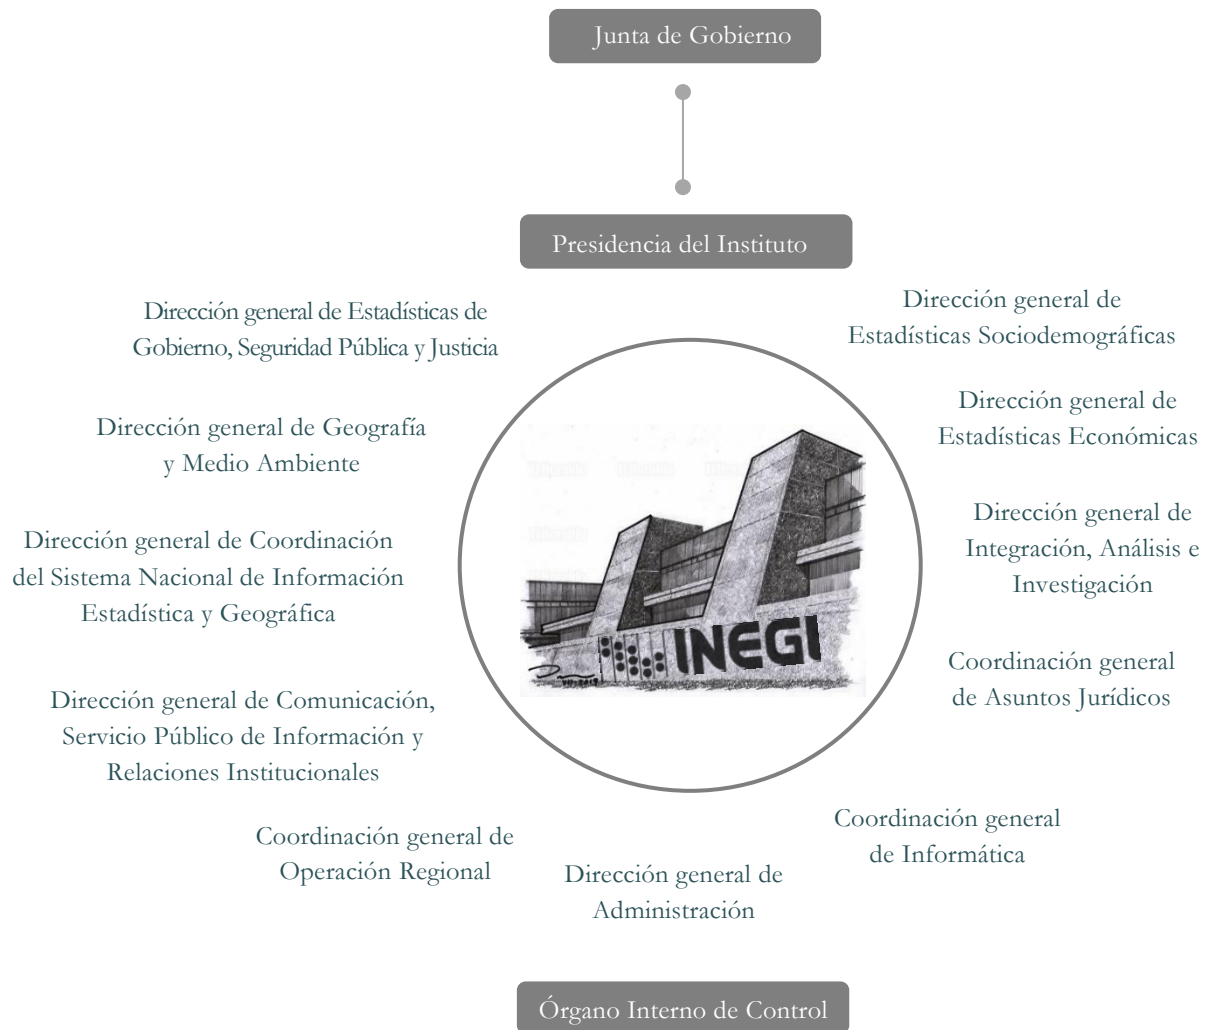 Junta de Gobierno
Presidencia del Instituto
Dirección general de Estadísticas de
Gobierno, Seguridad Pública y Justicia
Dirección general de
Estadísticas Sociodemográficas
Dirección general de Geografía
y Medio Ambiente
Dirección general de
Estadísticas Económicas
Dirección general de Coordinación
del Sistema Nacional de Información
Estadística y Geográfica
Dirección general de
Integración, Análisis e
Investigación
INEGI
Coordinación general
de Asuntos Jurídicos
Dirección general de Comunicación,
Servicio Público de Información y
Relaciones Institucionales
Coordinación general de
Operación Regional
Dirección general de
Administración
Coordinación general
de Informática
Órgano Interno de Control